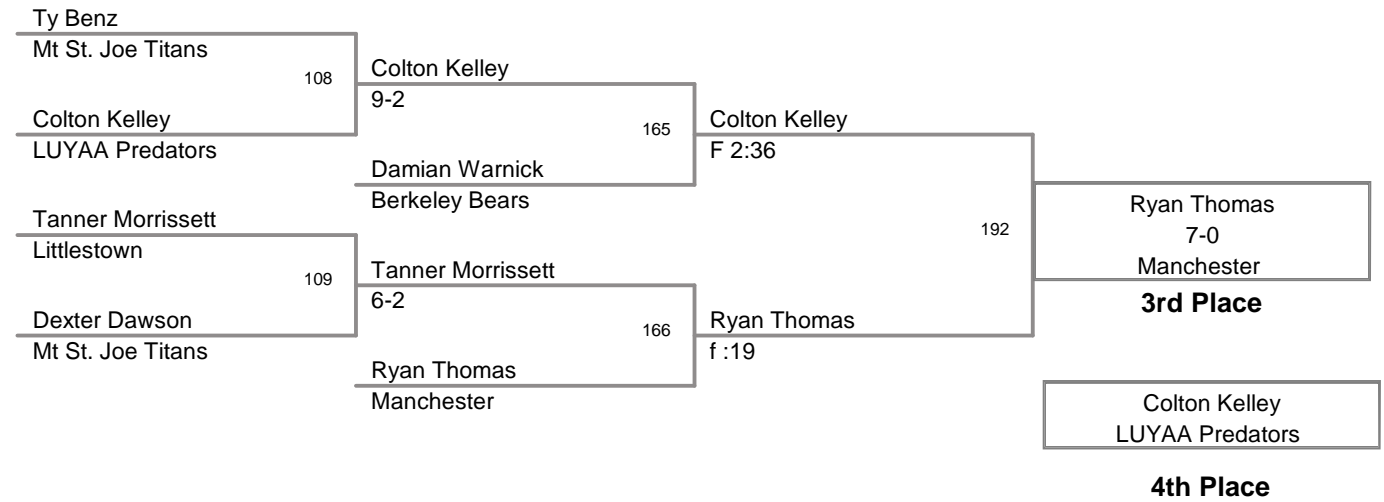 Ty Benz
Mt St. Joe Titans
108
Colton Kelley
9-2
Colton Kelley
LUYAA Predators
165
Colton Kelley
F 2:36
Damian Warnick
Berkeley Bears
Tanner Morrissett
Littlestown
192
Ryan Thomas
7-0
Manchester
3rd Place
109
Tanner Morrissett
6-2
Dexter Dawson
Mt St. Joe Titans
166
Ryan Thomas
f :19
Ryan Thomas
Manchester
Colton Kelley
LUYAA Predators
4th Place